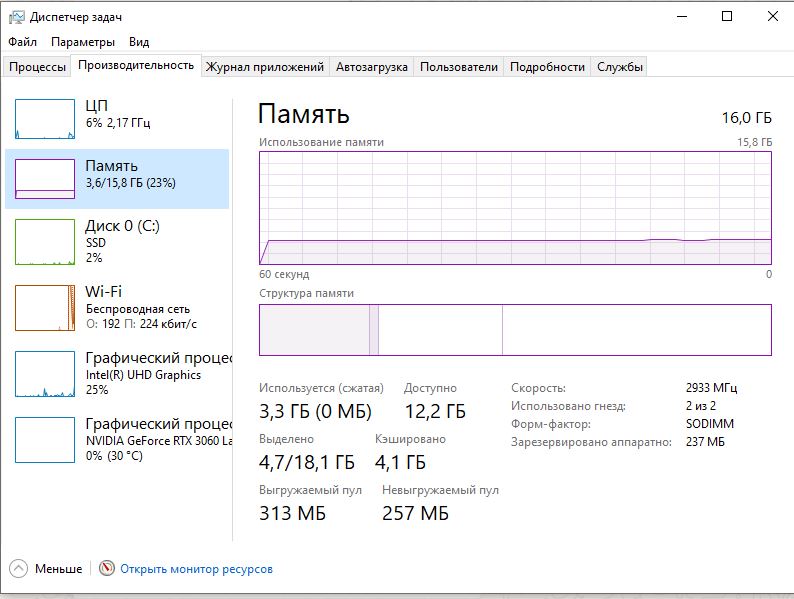 Диспетчер задач
Файл Параметры Вид
Процессы Производительность Журнал приложений Автозагрузка Пользователи Подробности Службы
ЦП
6% 2,17 ГГц
Память
3,6/15,8 ГБ (23%)
Диск 0 (C:)
SSD
2%
Wi-Fi
Беспроводная сеть
О: 192 П: 224 кбит/с
Графический процес
Intel(R) UHD Graphics
25%
Графический процес
NVIDIA GeForce RTX 3060 La
0% (30 °C)
Память 16,0 ГБ
Использование памяти 15,8 ГБ
60 секунд 0
Структура памяти
Используется (сжатая) Доступно
3,3 ГБ (0 МБ) 12,2 ГБ
Выделено Кэшировано
4,7/18,1 ГБ 4,1 ГБ
Выгружаемый пул Невыгружаемый пул
313 МБ 257 МБ
Скорость: 2933 МГц
Использовано гнезд: 2 из 2
Форм-фактор: SODIMM
Зарезервировано аппаратно: 237 МБ
Меньше Открыть монитор ресурсов